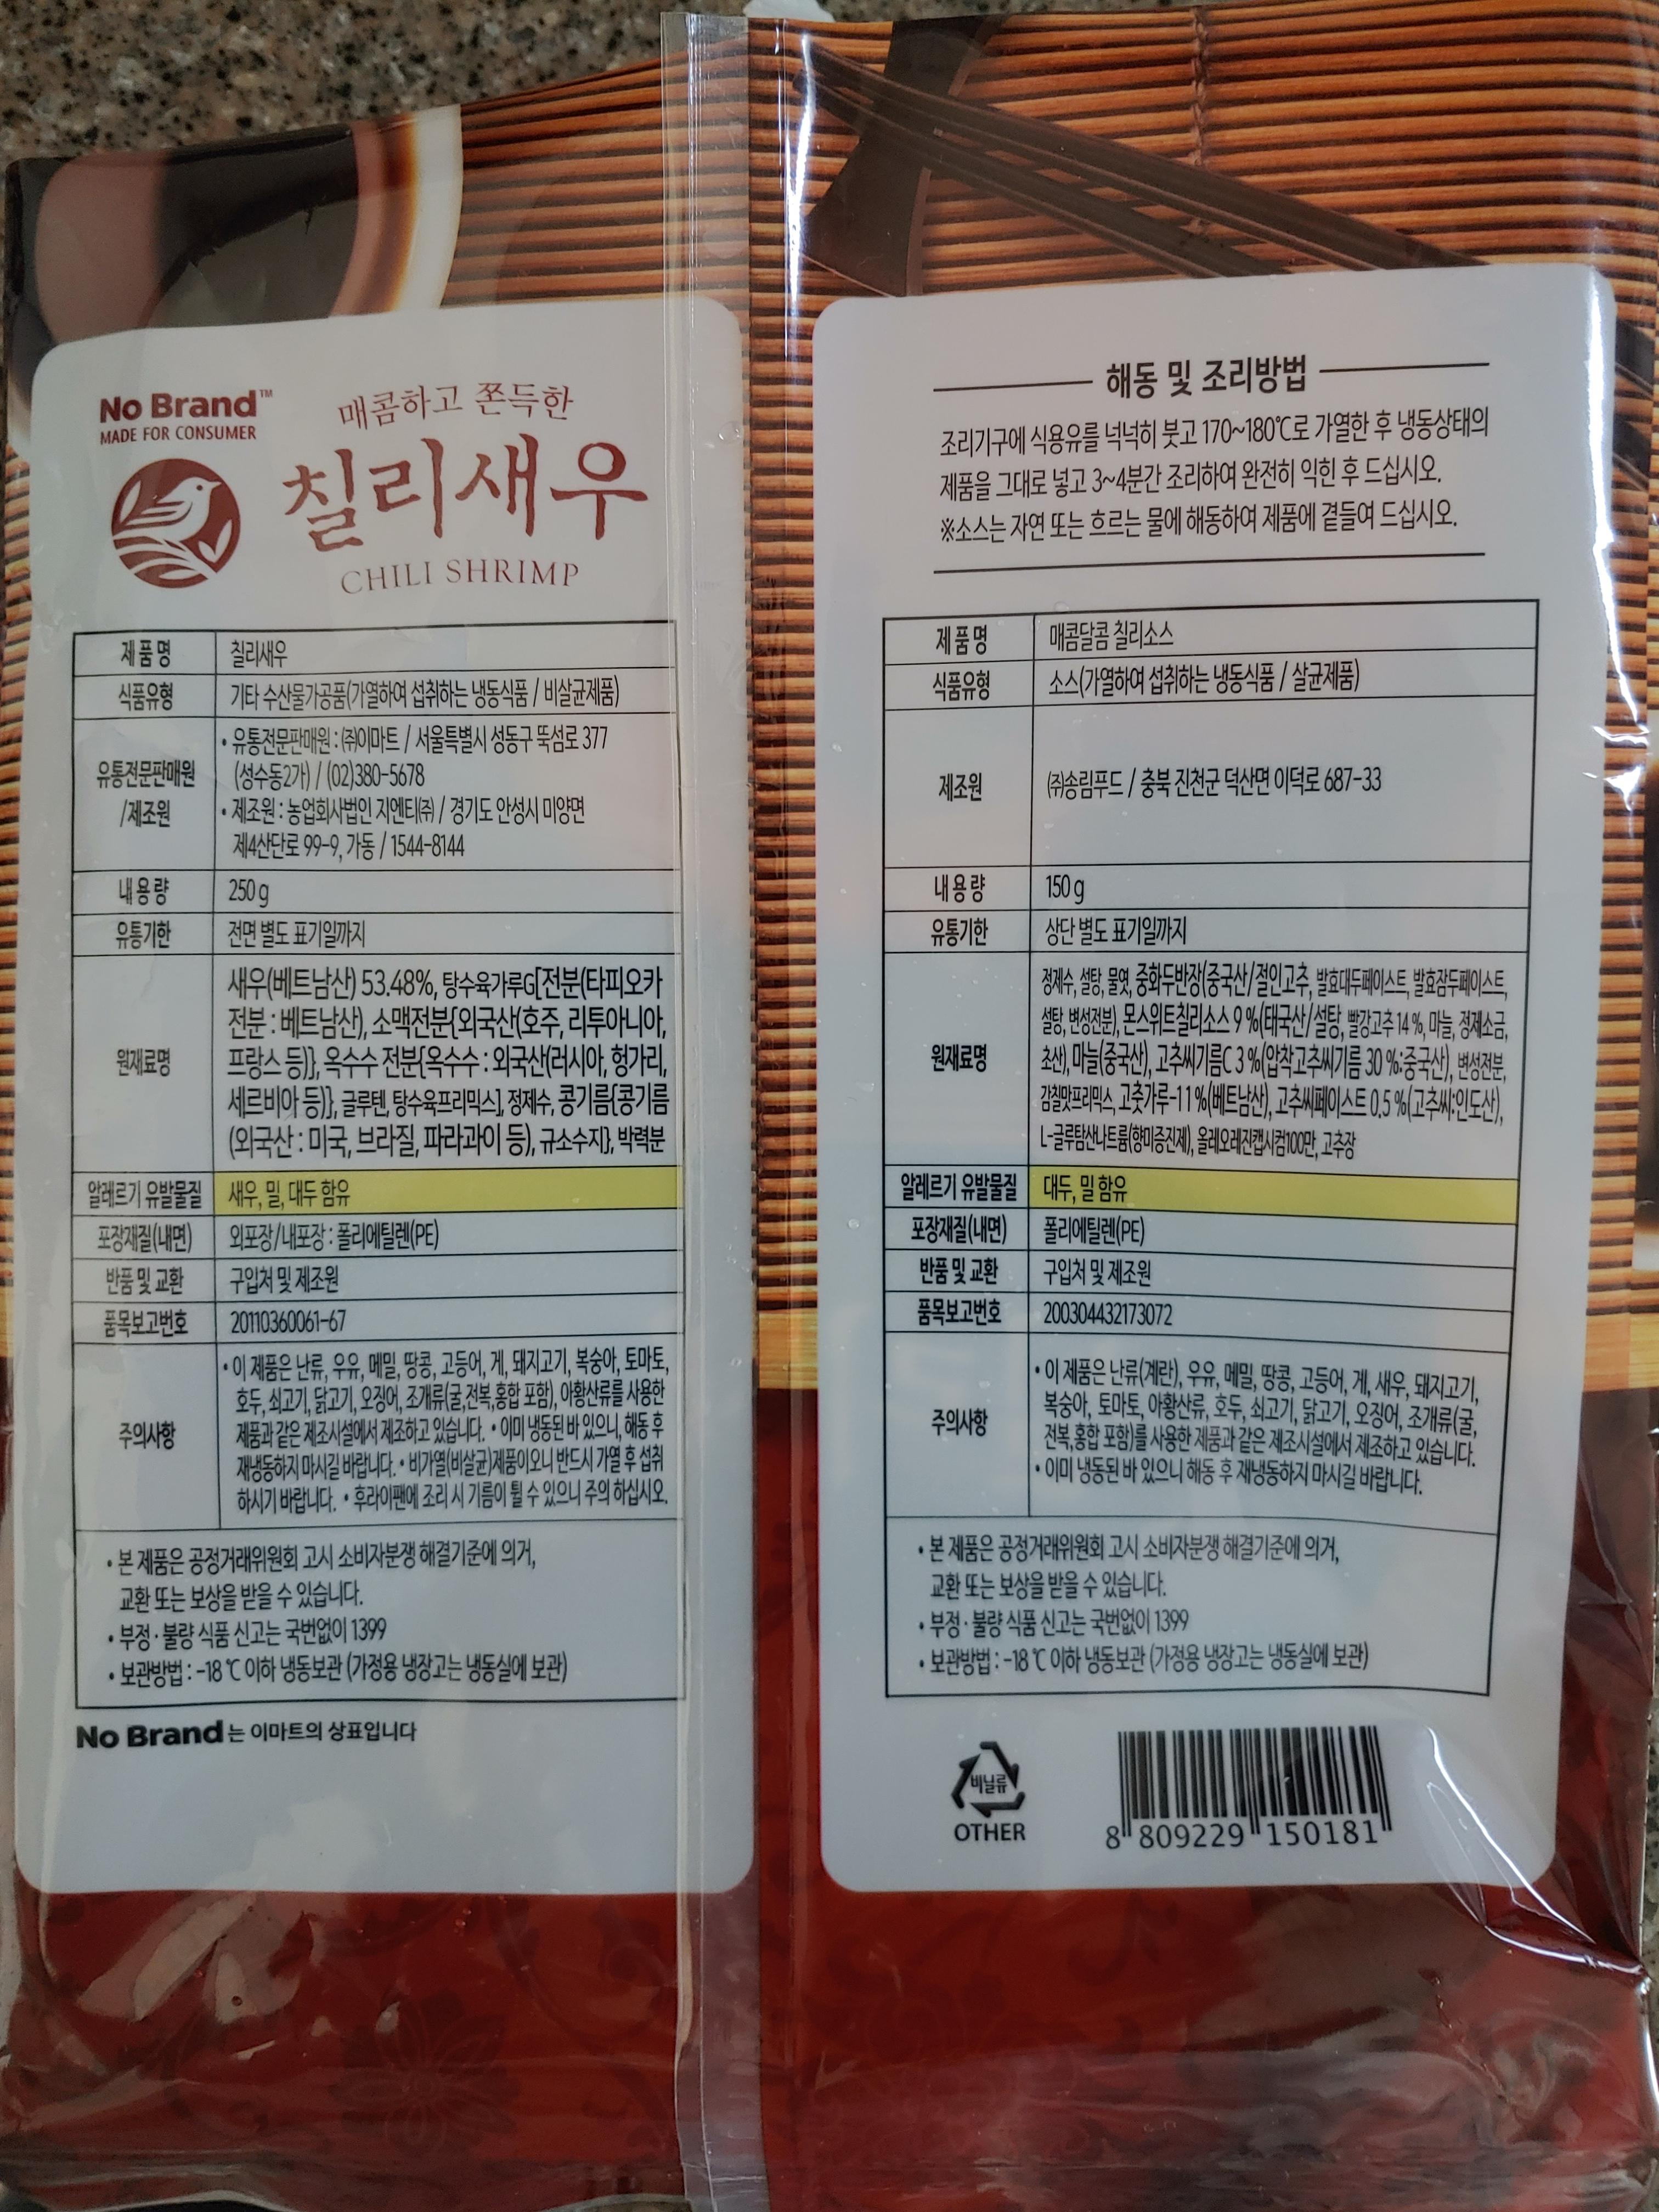 No Brand™
MADE FOR CONSUMER
매콤하고 쫀득한
칠리새우
CHILI SHRIMP
제품명 칠리새우
식품유형 기타 수산물가공품(가열하여 섭취하는 냉동식품 / 비살균제품)
유통전문판매원
/제조원
• 유통전문판매원 : ㈜이마트 / 서울특별시 성동구 뚝섬로 377
(성수동2가) / (02)380-5678
• 제조원 : 농업회사법인 지엔티㈜ / 경기도 안성시 미양면
제4산단로 99-9, 가동 / 1544-8144
내용량 250 g
유통기한 전면 별도 표기일까지
원재료명
새우(베트남산) 53.48%, 탕수육가루G[전분(타피오카
전분 : 베트남산), 소맥전분{외국산(호주, 리투아니아,
프랑스 등)}, 옥수수 전분{옥수수 : 외국산(러시아, 헝가리,
세르비아 등)}, 글루텐, 탕수육프리믹스], 정제수, 콩기름{콩기름
(외국산 : 미국, 브라질, 파라과이 등), 규소수지}, 박력분
알레르기 유발물질 새우, 밀, 대두 함유
포장재질(내면) 외포장/내포장 : 폴리에틸렌(PE)
반품 및 교환 구입처 및 제조원
품목보고번호 20110360061-67
주의사항
• 이 제품은 난류, 우유, 메밀, 땅콩, 고등어, 게, 돼지고기, 복숭아, 토마토,
호두, 쇠고기, 닭고기, 오징어, 조개류(굴,전복,홍합 포함), 아황산류를 사용한
제품과 같은 제조시설에서 제조하고 있습니다. • 이미 냉동된 바 있으니, 해동 후
재냉동하지 마시길 바랍니다. • 비가열(비살균)제품이오니 반드시 가열 후 섭취
하시기 바랍니다. • 후라이팬에 조리 시 기름이 튈 수 있으니 주의 하십시오.
• 본 제품은 공정거래위원회 고시 소비자분쟁 해결기준에 의거,
교환 또는 보상을 받을 수 있습니다.
• 부정 · 불량 식품 신고는 국번없이 1399
• 보관방법 : -18 ℃ 이하 냉동보관 (가정용 냉장고는 냉동실에 보관)
No Brand는 이마트의 상표입니다
해동 및 조리방법
조리기구에 식용유를 넉넉히 붓고 170~180℃로 가열한 후 냉동상태의
제품을 그대로 넣고 3~4분간 조리하여 완전히 익힌 후 드십시오.
※소스는 자연 또는 흐르는 물에 해동하여 제품에 곁들여 드십시오.
제품명 매콤달콤 칠리소스
식품유형 소스(가열하여 섭취하는 냉동식품 / 살균제품)
제조원 ㈜송림푸드 / 충북 진천군 덕산면 이덕로 687-33
내용량 150 g
유통기한 상단 별도 표기일까지
원재료명
정제수, 설탕, 물엿, 중화두반장(중국산/절인고추, 발효대두페이스트, 발효잠두페이스트,
설탕, 변성전분), 몬스위트칠리소스 9 %(태국산/설탕, 빨강고추 14 %, 마늘, 정제소금,
초산), 마늘(중국산), 고추씨기름C 3 %(압착고추씨기름 30 %:중국산), 변성전분,
감칠맛프리믹스, 고춧가루-1 1 %(베트남산), 고추씨페이스트 0.5 %(고추씨:인도산),
L-글루탐산나트륨(향미증진제), 올레오레진캡시컴100만, 고추장
알레르기 유발물질 대두, 밀 함유
포장재질(내면) 폴리에틸렌(PE)
반품 및 교환 구입처 및 제조원
품목보고번호 200304432173072
주의사항
• 이 제품은 난류(계란), 우유, 메밀, 땅콩, 고등어, 게, 새우, 돼지고기,
복숭아, 토마토, 아황산류, 호두, 쇠고기, 닭고기, 오징어, 조개류(굴,
전복,홍합 포함)를 사용한 제품과 같은 제조시설에서 제조하고 있습니다.
• 이미 냉동된 바 있으니 해동 후 재냉동하지 마시길 바랍니다.
• 본 제품은 공정거래위원회 고시 소비자분쟁 해결기준에 의거,
교환 또는 보상을 받을 수 있습니다.
• 부정 · 불량 식품 신고는 국번없이 1399
• 보관방법 : -18 ℃ 이하 냉동보관 (가정용 냉장고는 냉동실에 보관)
비닐류
OTHER
8 809229 150181